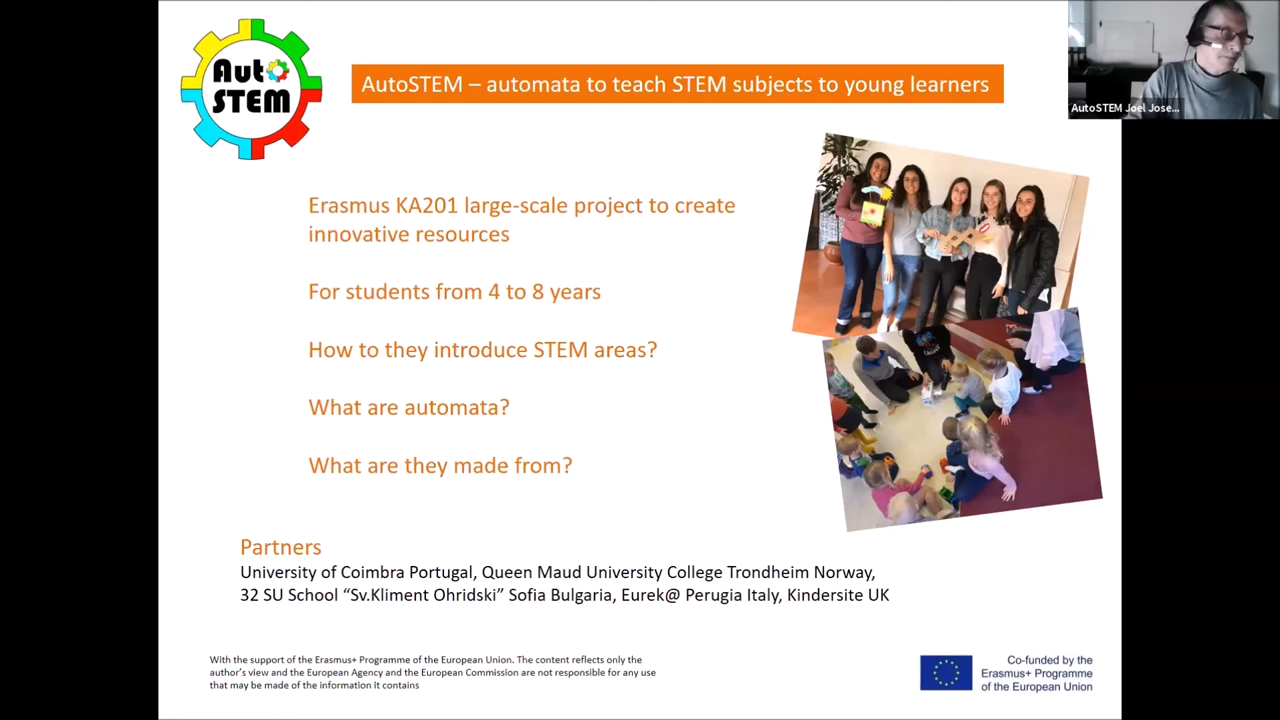 Aut
STEM
AutoSTEM – automata to teach STEM subjects to young learners
AutoSTEM Joel Jose...
Erasmus KA201 large-scale project to create
innovative resources
For students from 4 to 8 years
How to they introduce STEM areas?
What are automata?
What are they made from?
Partners
University of Coimbra Portugal, Queen Maud University College Trondheim Norway,
32 SU School “Sv.Kliment Ohridski” Sofia Bulgaria, Eurek@ Perugia Italy, Kindersite UK
With the support of the Erasmus+ Programme of the European Union. The content reflects only the
author's view and the European Agency and the European Commission are not responsible for any use
that may be made of the information it contains
Co-funded by the
Erasmus+ Programme
of the European Union